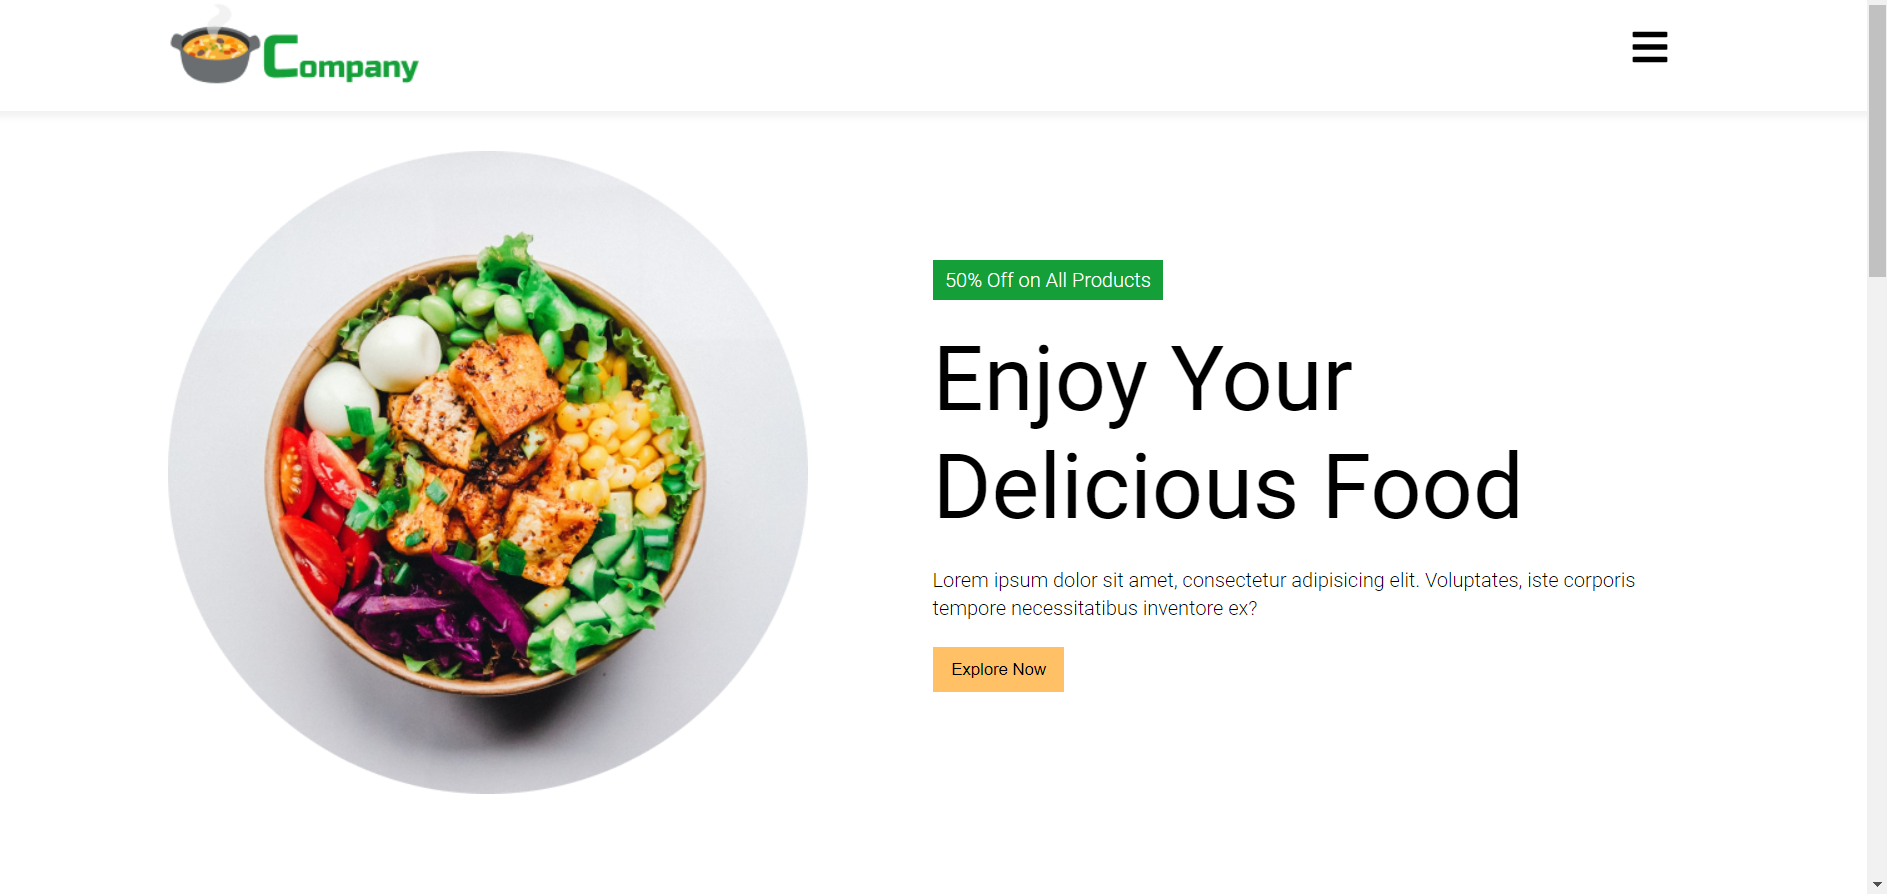 Company
50% Off on All Products
Enjoy Your
Delicious Food
Lorem ipsum dolor sit amet, consectetur adipisicing elit. Voluptates, iste corporis
tempore necessitatibus inventore ex?
Explore Now